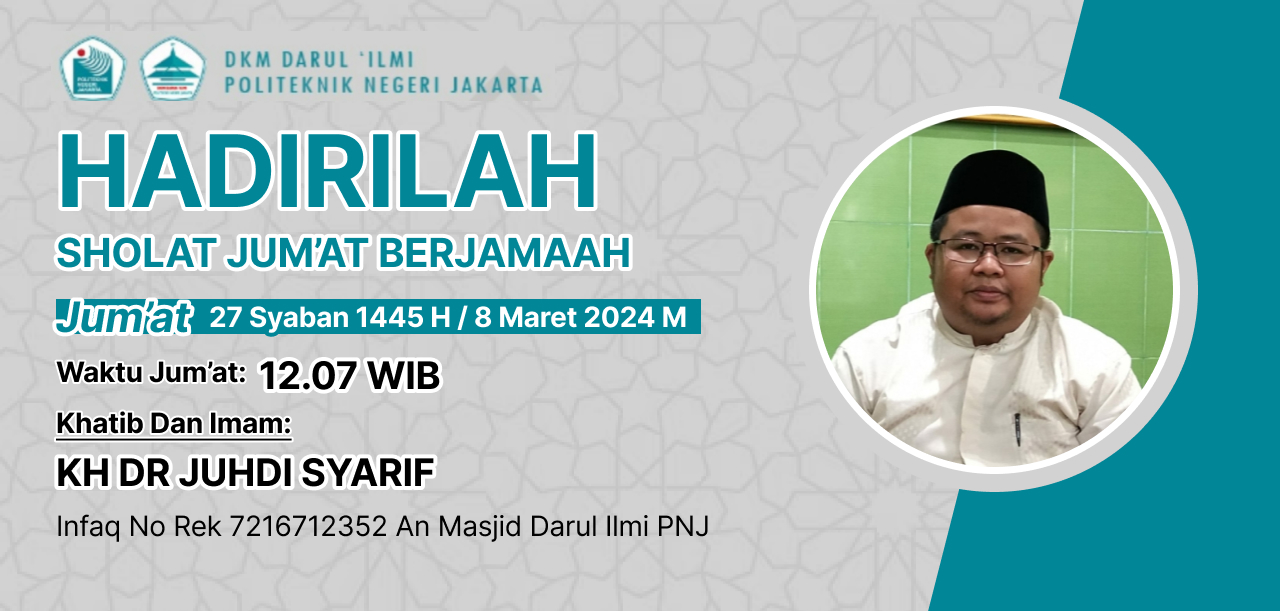 DKM DARUL ‘ILMI
POLITEKNIK NEGERI JAKARTA
HADIRILAH
SHOLAT JUM’AT BERJAMAAH
Jum’at 27 Syaban 1445 H / 8 Maret 2024 M
Waktu Jum’at: 12.07 WIB
Khatib Dan Imam:
KH DR JUHDI SYARIF
Infaq No Rek 7216712352 An Masjid Darul Ilmi PNJ